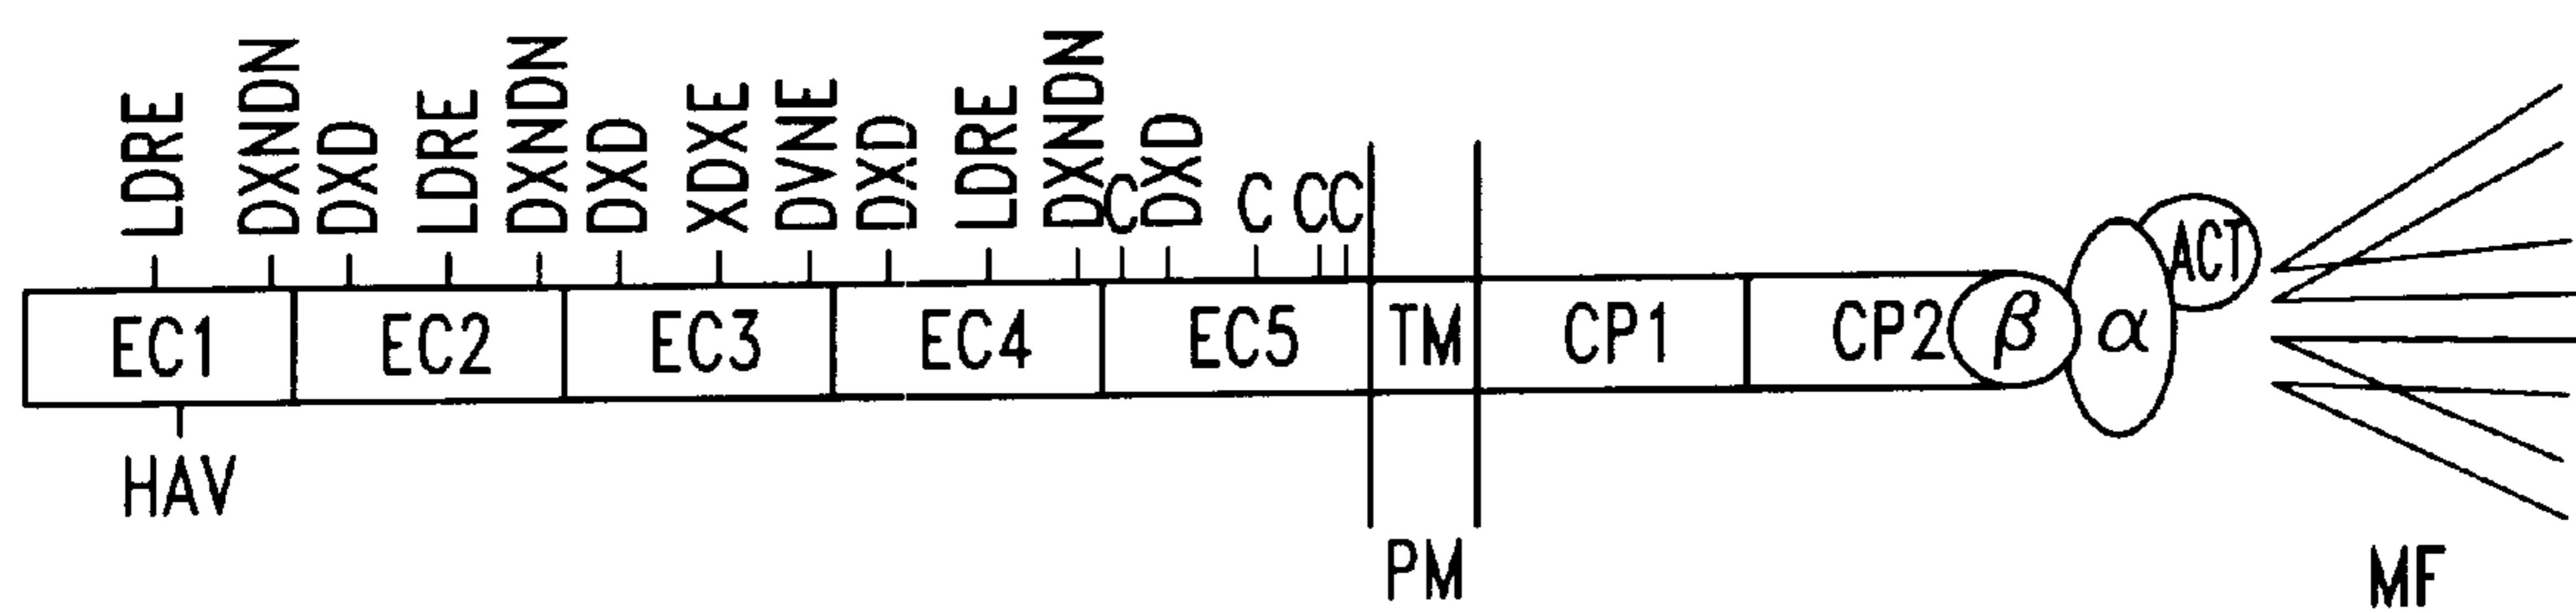 LDRE
DXNDN
DXD
LDRE
DXNDN
DXD
XDXE
DVNE
DXD
LDRE
DXNDN
C
DXD
C
C
C
EC1
EC2
EC3
EC4
EC5
TM
CP1
CP2
β
α
ACT
HAV
PM
MF